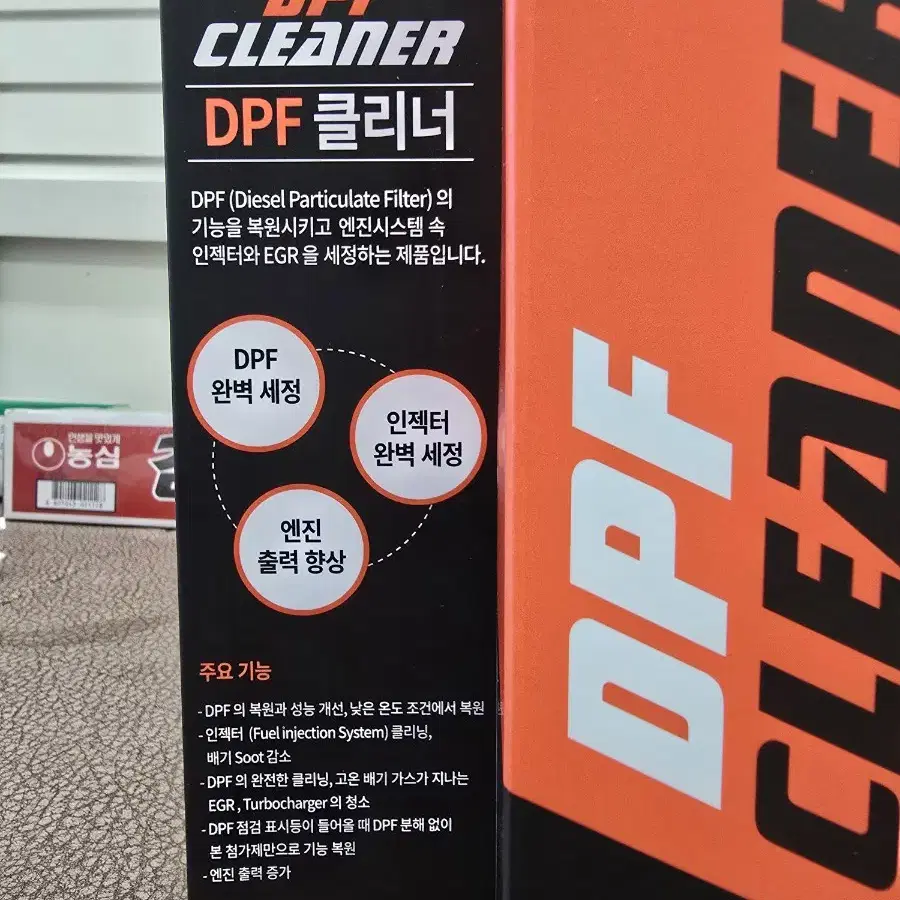 DPF
CLEANER
DPF 클리너
DPF (Diesel Particulate Filter) 의
기능을 복원시키고 엔진시스템 속
인젝터와 EGR 을 세정하는 제품입니다.
DPF
완벽 세정
인젝터
완벽 세정
엔진
출력 향상
주요 기능
- DPF 의 복원과 성능 개선, 낮은 온도 조건에서 복원
- 인젝터 (Fuel injection System) 클리닝,
배기 Soot 감소
- DPF 의 완전한 클리닝, 고온 배기 가스가 지나는
EGR , Turbocharger 의 청소
- DPF 점검 표시등이 들어올 때 DPF 분해 없이
본 첨가제만으로 기능 복원
- 엔진 출력 증가
DPF
CLEANER
인생을 맛있게
농심